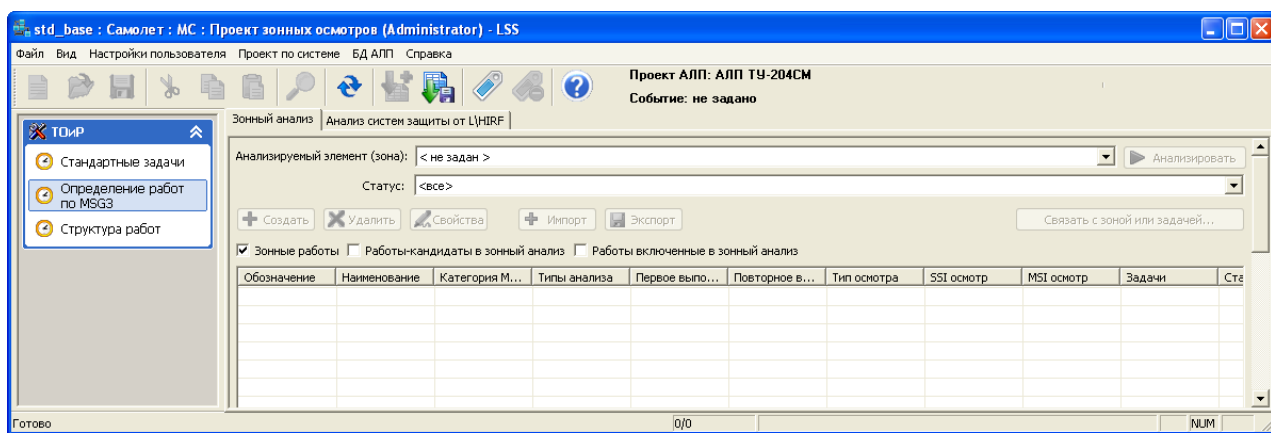 std_base : Самолет : МС : Проект зонных осмотров (Administrator) - LSS
Файл Вид Настройки пользователя Проект по системе БД АЛП Справка
Проект АЛП: АЛП ТУ-204СМ
Событие: не задано
ТОиР
Стандартные задачи
Определение работ
по MSG3
Структура работ
Зонный анализ Анализ систем защиты от L\HIRF
Анализируемый элемент (зона): < не задан > Анализировать
Статус: <все>
Создать Удалить Свойства Импорт Экспорт Связать с зоной или задачей...
Зонные работы Работы-кандидаты в зонный анализ Работы включенные в зонный анализ
Обозначение Наименование Категория М... Типы анализа Первое выпо... Повторное в... Тип осмотра SSI осмотр MSI осмотр Задачи Ста
Готово 0/0 NUM